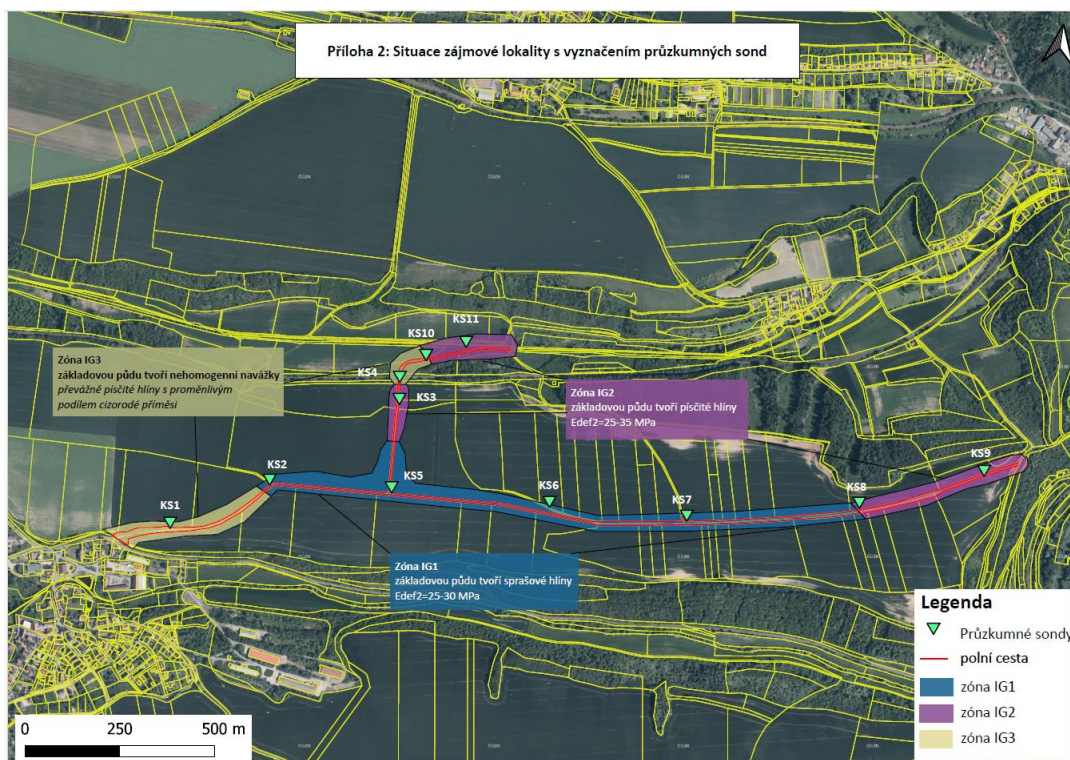 Příloha 2: Situace zájmové lokality s vyznačením průzkumných sond
KS11
KS10
Zóna IG3
základovou půdu tvoří nehomogenní navážky
převážně písčité hlíny s proměnlivým
podílem cizorodé příměsi
KS4
KS3
Zóna IG2
základovou půdu tvoří písčité hlíny
Edef2=25-35 MPa
KS2
KS5
KS9
KS6
KS8
KS7
KS1
Zóna IG1
základovou půdu tvoří sprašové hlíny
Edef2=25-30 MPa
Legenda
Průzkumné sondy
polní cesta
zóna IG1
zóna IG2
zóna IG3
0 250 500 m